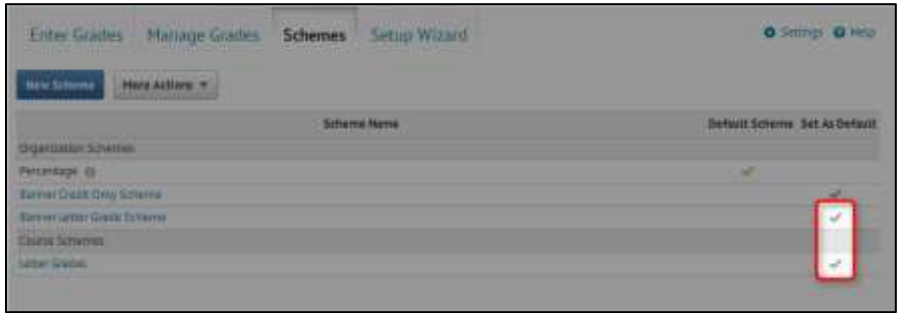 Enter Grades Manage Grades Schemes Setup Wizard Settings Help
New Scheme More Actions
Scheme Name Default Scheme Set As Default
Organization Schemes
Percentage
Banner Credit Only Scheme
Banner Letter Grade Scheme
Course Schemes
Letter Grades